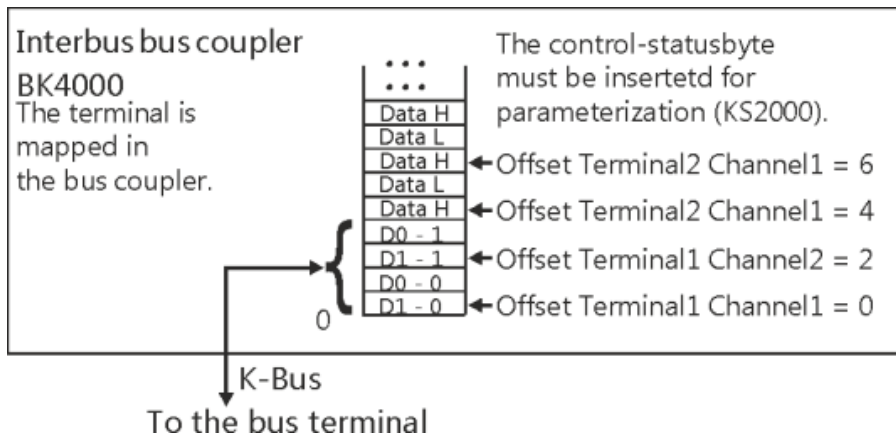 Interbus bus coupler
BK4000
The terminal is
mapped in
the bus coupler.
The control-statusbyte
must be insertetd for
parameterization (KS2000).
Data H
Data L
Data H
Data L
Data H
D0 - 1
D1 - 1
D0 - 0
D1 - 0
0
Offset Terminal2 Channel1 = 6
Offset Terminal2 Channel1 = 4
Offset Terminal1 Channel2 = 2
Offset Terminal1 Channel1 = 0
K-Bus
To the bus terminal